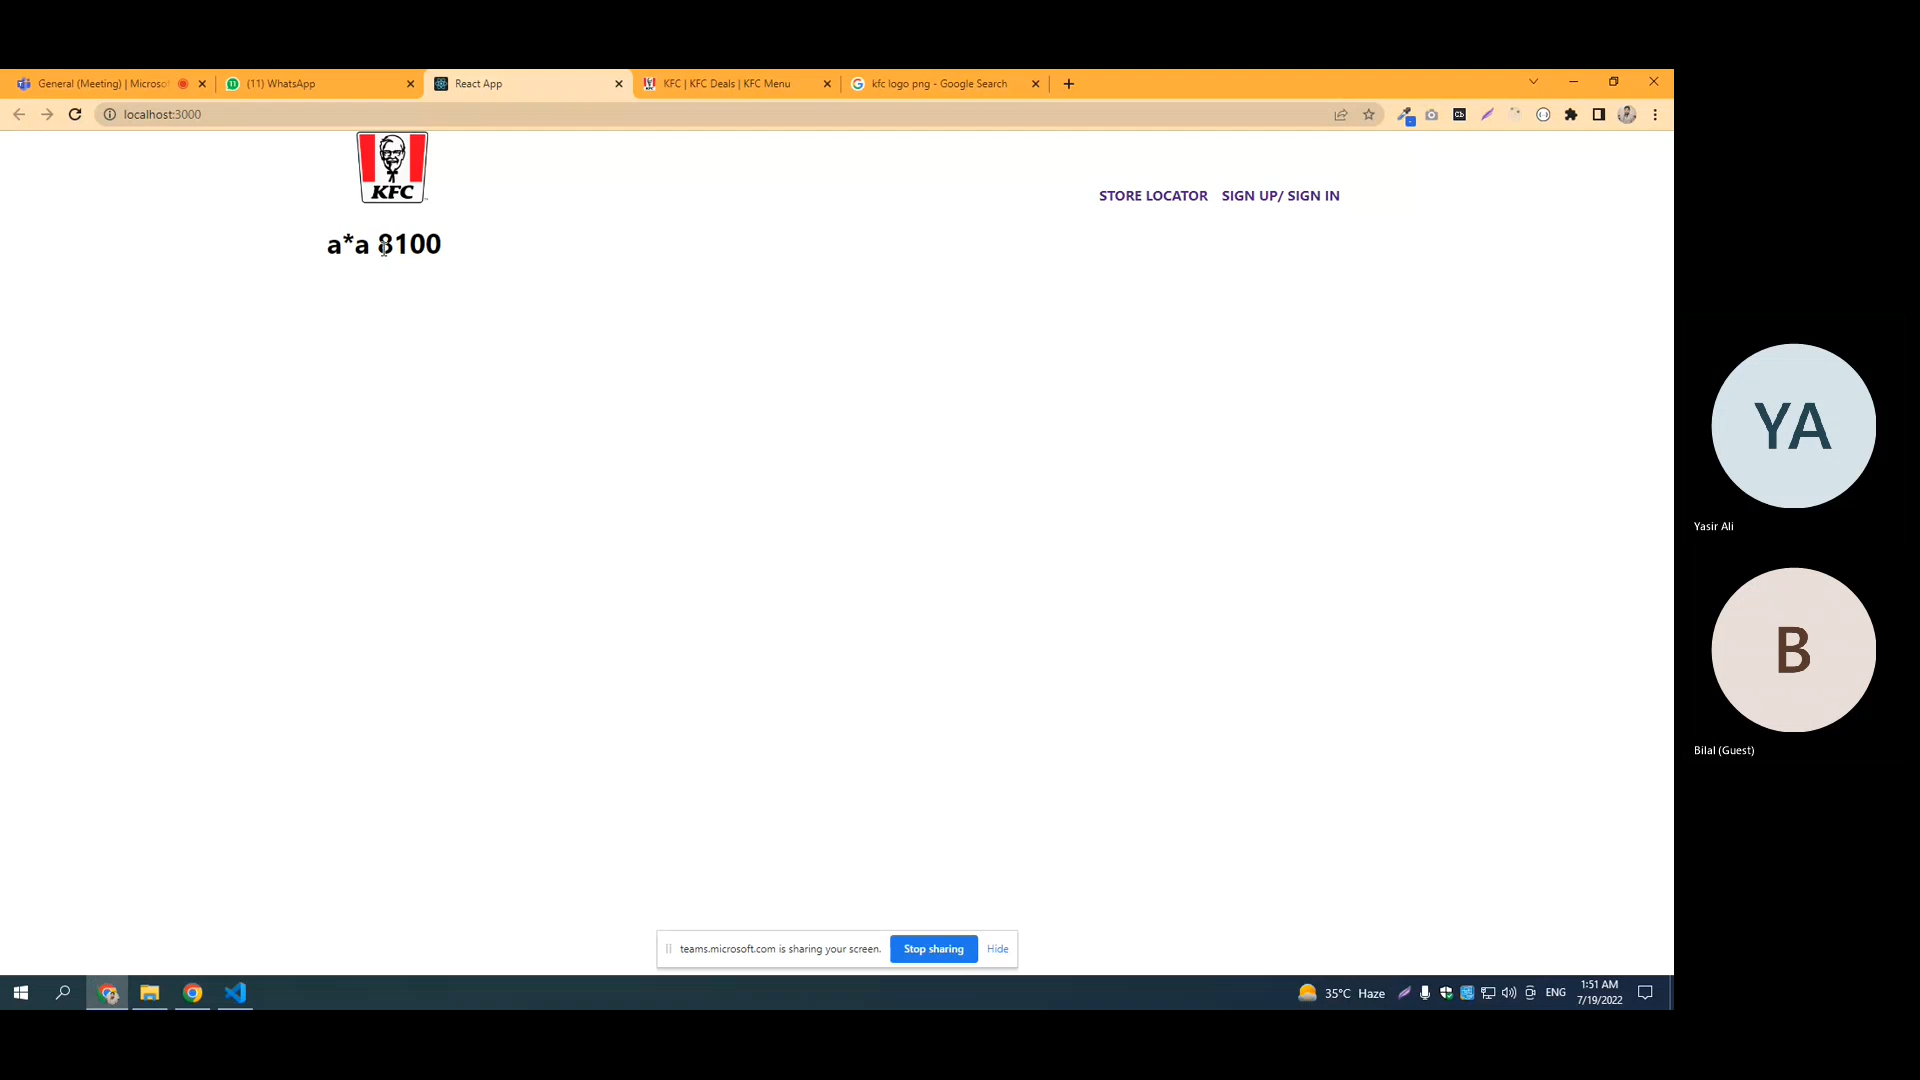 General (Meeting) | Microso
(11) WhatsApp
React App
KFC | KFC Deals | KFC Menu
kfc logo png - Google Search
localhost:3000
Cb
KFC
STORE LOCATOR SIGN UP/ SIGN IN
a*a 8100
YA
Yasir Ali
B
Bilal (Guest)
teams.microsoft.com is sharing your screen. Stop sharing Hide
35°C Haze
ENG
1:51 AM
7/19/2022